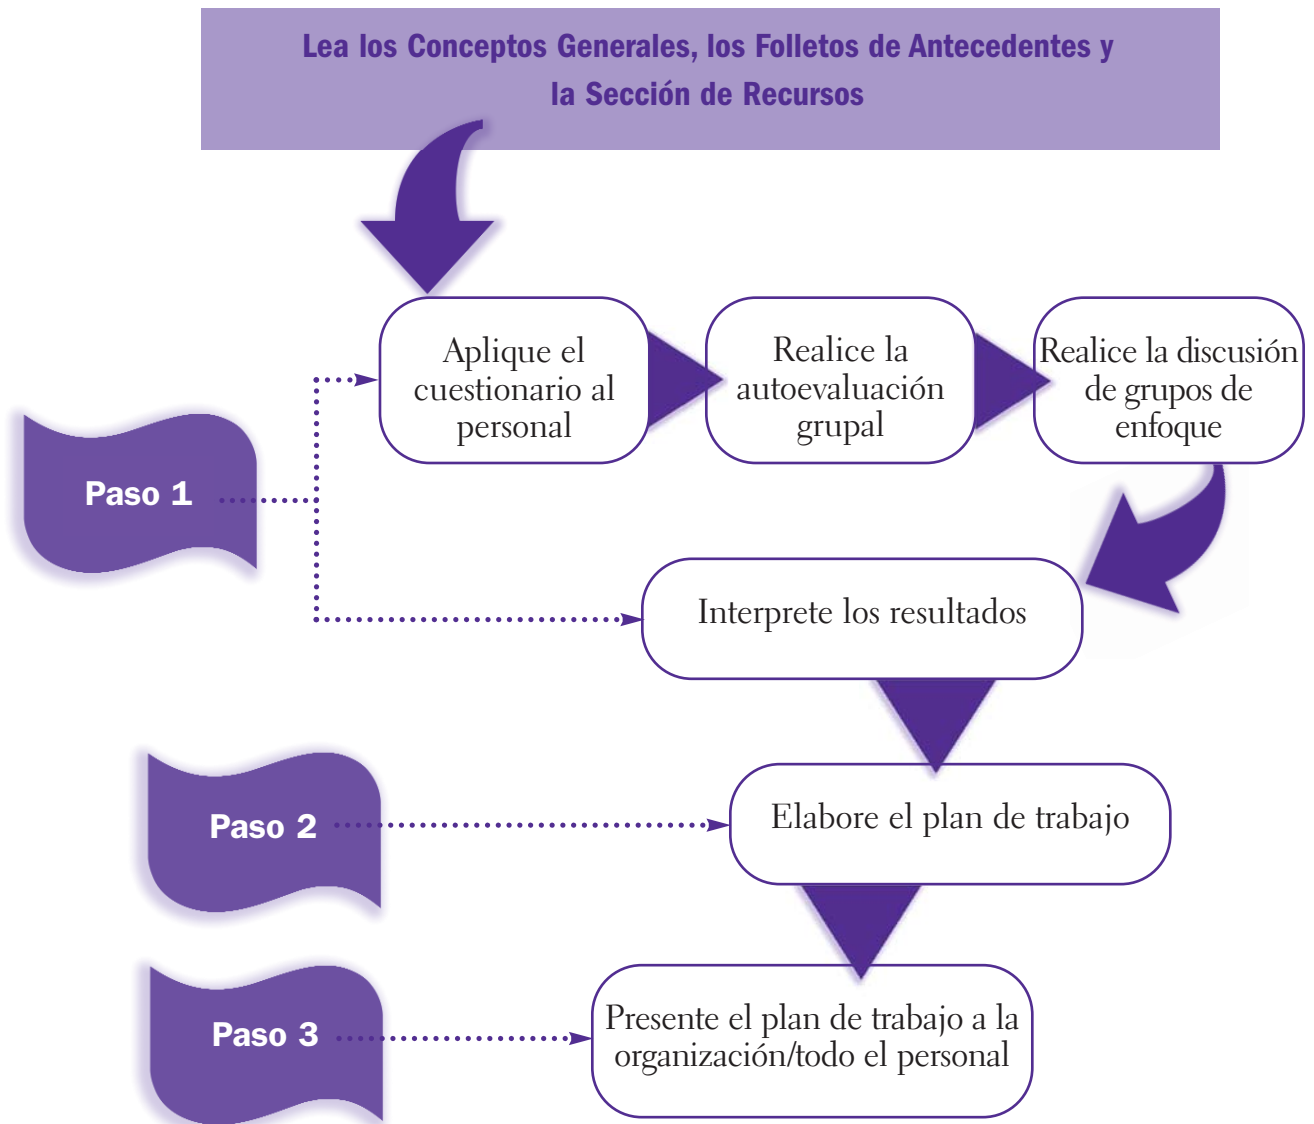 Lea los Conceptos Generales, los Folletos de Antecedentes y
la Sección de Recursos
Aplique el
cuestionario al
personal
Realice la
autoevaluación
grupal
Realice la discusión
de grupos de
enfoque
Paso 1
Interprete los resultados
Paso 2
Elabore el plan de trabajo
Paso 3
Presente el plan de trabajo a la
organización/todo el personal